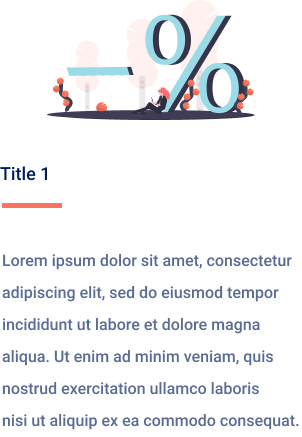 -%
Title 1
Lorem ipsum dolor sit amet, consectetur
adipiscing elit, sed do eiusmod tempor
incididunt ut labore et dolore magna
aliqua. Ut enim ad minim veniam, quis
nostrud exercitation ullamco laboris
nisi ut aliquip ex ea commodo consequat.